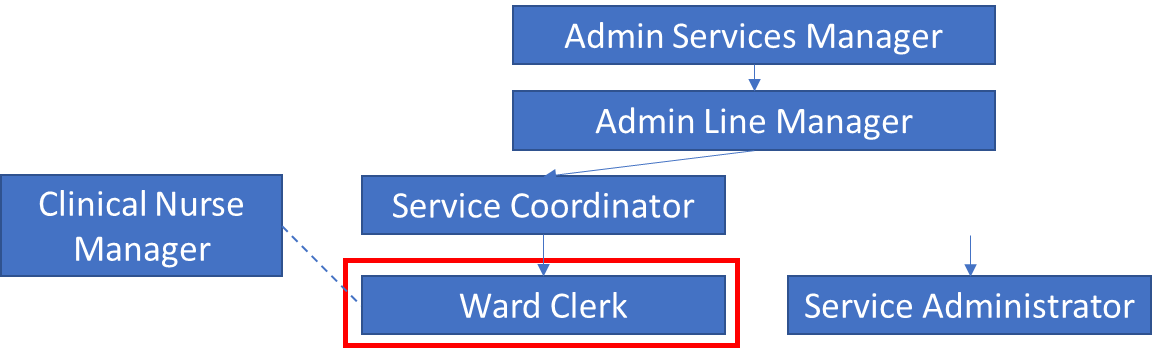 Admin Services Manager
Admin Line Manager
Clinical Nurse
Manager
Service Coordinator
Ward Clerk
Service Administrator